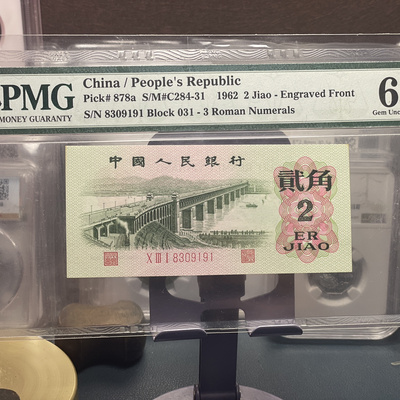 PMG
MONEY GUARANTY
China / People's Republic
Pick# 878a S/M#C284-31 1962 2 Jiao - Engraved Front
S/N 8309191 Block 031 - 3 Roman Numerals
6
Gem Unc
中國人民銀行
貳角
2
ER
JIAO
X III I 8309191